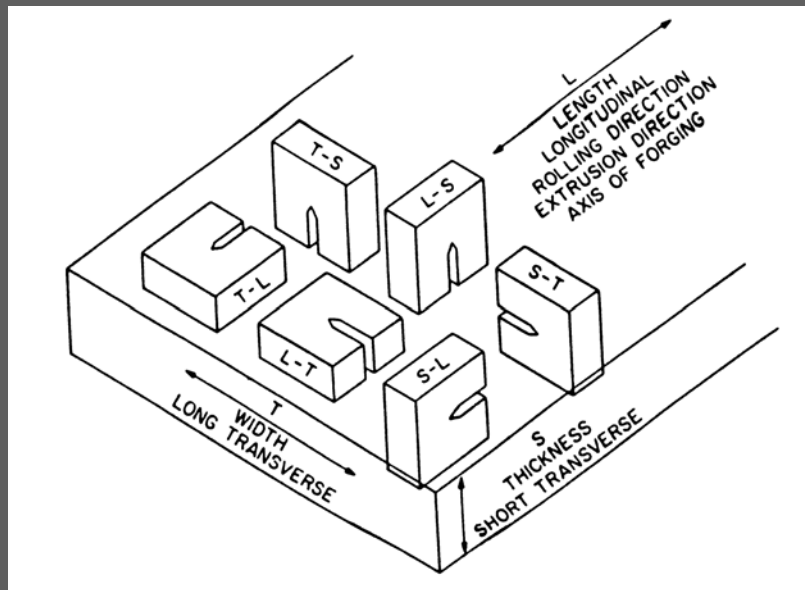 L
LENGTH
LONGITUDINAL
ROLLING DIRECTION
EXTRUSION DIRECTION
AXIS OF FORGING
T-S
L-S
T-L
S-T
L-T
S-L
T
WIDTH
LONG TRANSVERSE
S
THICKNESS
SHORT TRANSVERSE